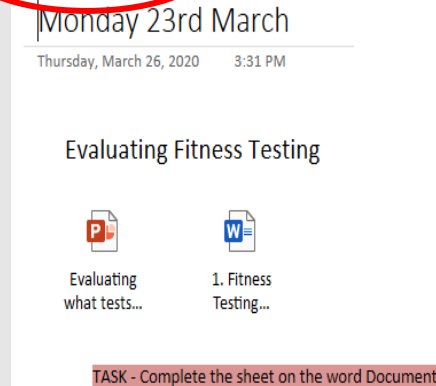 Monday 23rd March
Thursday, March 26, 2020 3:31 PM
Evaluating Fitness Testing
Evaluating what tests...
1. Fitness Testing...
TASK - Complete the sheet on the word Document